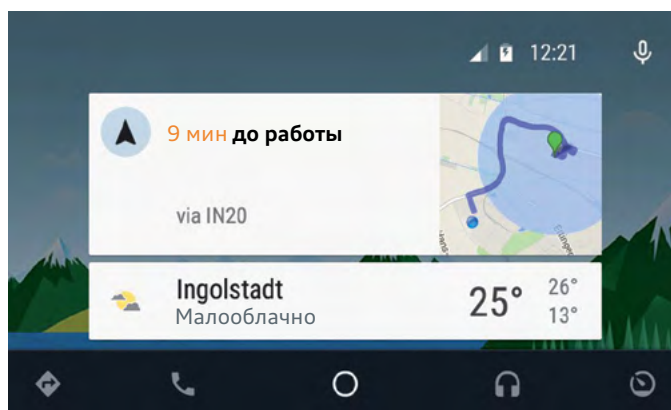 12:21
9 мин до работы
via IN20
Ingolstadt
Малооблачно
25°
26°
13°